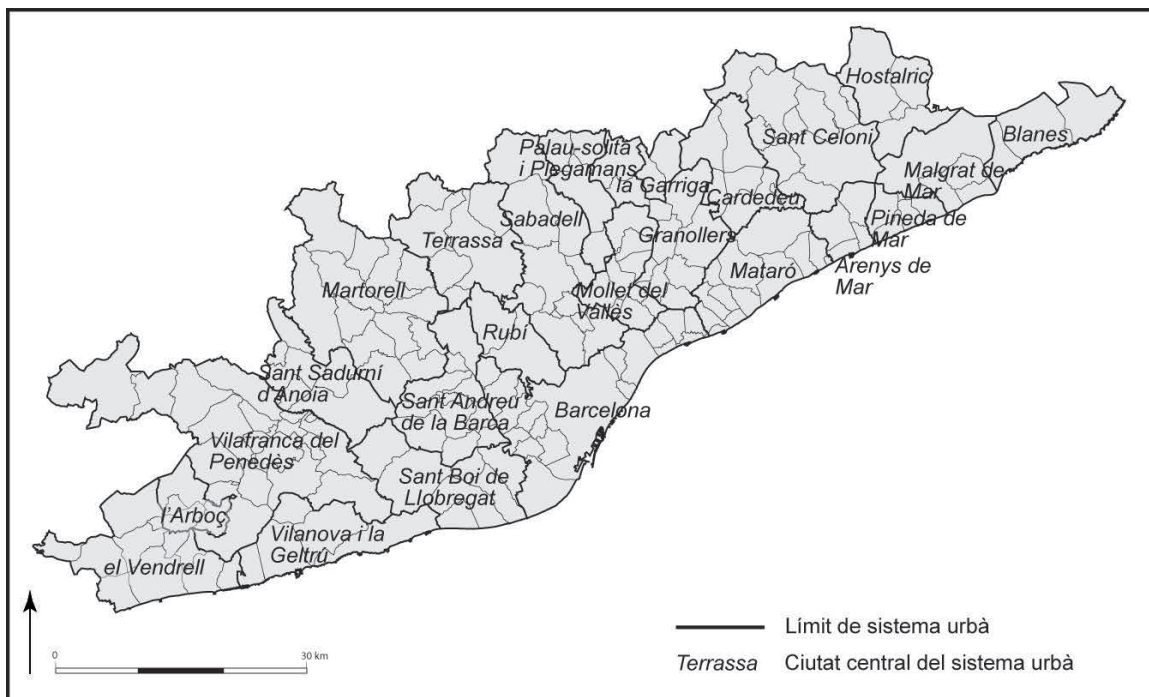 Hostalric
Blanes
Sant Celoni
Malgrat de
Mar
Palau-solità
i Plegamans
la Garriga
Cardedeu
Pineda de
Mar
Sabadell
Terrassa
Granollers
Mataró
Arenys de
Mar
Martorell
Mollet del
Vallès
Rubí
Sant Sadurní
d'Anoia
Sant Andreu
de la Barca
Barcelona
Vilafranca del
Penedès
Sant Boi de
Llobregat
l'Arboç
Vilanova i la
Geltrú
el Vendrell
0 30 km
Límit de sistema urbà
Terrassa Ciutat central del sistema urbà